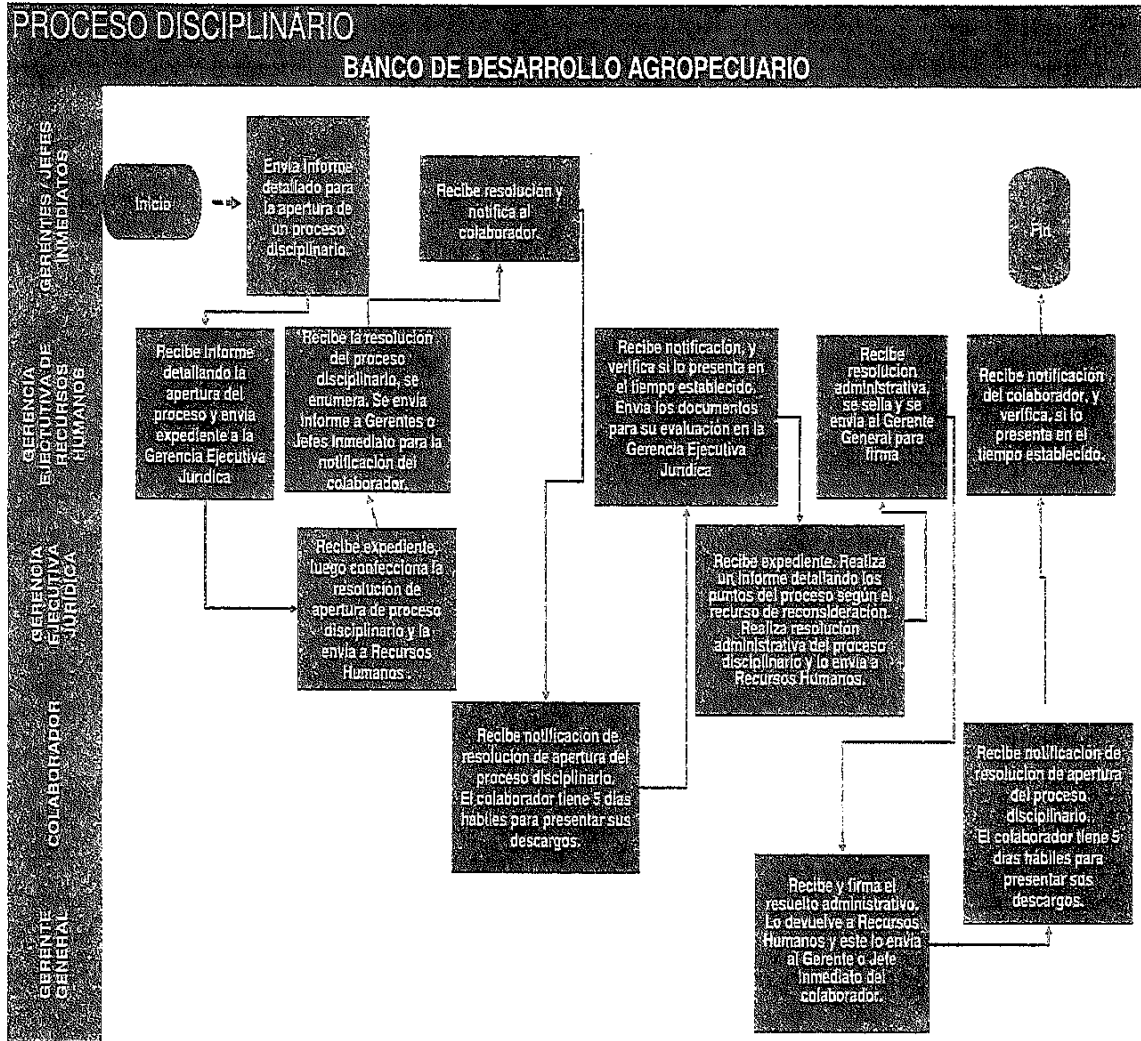 PROCESO DISCIPLINARIO
BANCO DE DESARROLLO AGROPECUARIO
GERENTES / JEFES
INMEDIATOS
Inicio
Envía Informe
detallado para
la apertura de
un proceso
disciplinario.
Recibe resolución y
notifica al
colaborador.
Fin
GERENCIA
EJECUTIVA DE
RECURSOS
HUMANOS
Recibe Informe
detallando la
apertura del
proceso y envía
expediente a la
Gerencia Ejecutiva
Jurídica
Recibe la resolución
del proceso
disciplinario, se
enumera. Se envía
informe a Gerentes o
Jefes Inmediato para la
notificación del
colaborador.
Recibe notificación, y
verifica si lo presenta en
el tiempo establecido.
Envía los documentos
para su evaluación en la
Gerencia Ejecutiva
Jurídica
Recibe
resolución
administrativa,
se sella y se
envía al Gerente
General para
firma
Recibe notificación
del colaborador, y
verifica, si lo
presenta en el
tiempo establecido.
GERENCIA
EJECUTIVA
JURÍDICA
Recibe expediente,
luego confecciona la
resolución de
apertura de proceso
disciplinario y la
envía a Recursos
Humanos .
Recibe expediente. Realiza
un informe detallando los
puntos del proceso según el
recurso de reconsideración.
Realiza resolución
administrativa del proceso
disciplinario y lo envía a
Recursos Humanos.
COLABORADOR
Recibe notificación de
resolución de apertura del
proceso disciplinario.
El colaborador tiene 5 días
hábiles para presentar sus
descargos.
Recibe notificación de
resolución de apertura
del proceso
disciplinario.
El colaborador tiene 5
días hábiles para
presentar sus
descargos.
GERENTE
GENERAL
Recibe y firma el
resuelto administrativo.
Lo devuelve a Recursos
Humanos y este lo envía
al Gerente o Jefe
Inmediato del
colaborador.